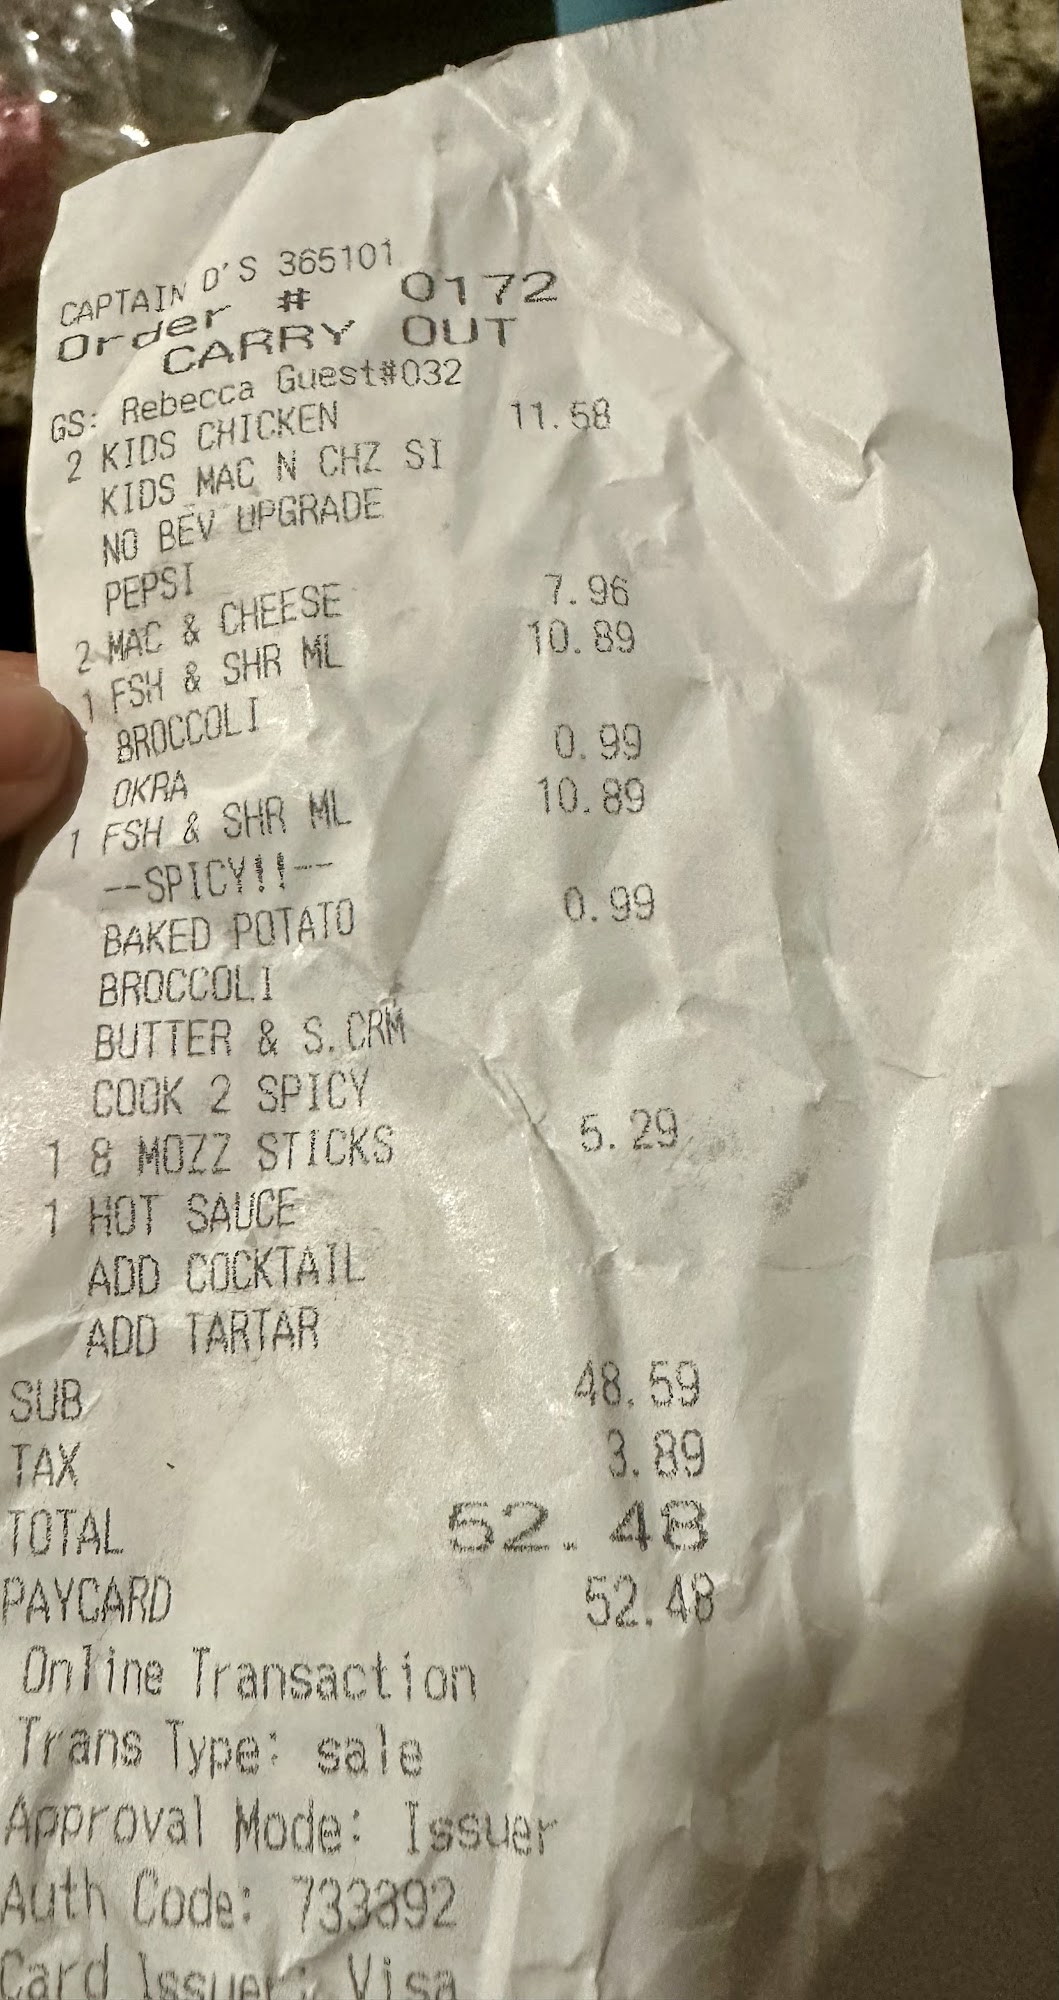 CAPTAIN D'S 365101
Order # 0172
CARRY OUT
GS: Rebecca Guest#032
2 KIDS CHICKEN 11.58
KIDS MAC N CHZ SI
NO BEV UPGRADE
PEPSI
2 MAC & CHEESE 7.96
1 FSH & SHR ML 10.89
BROCCOLI
OKRA 0.99
1 FSH & SHR ML 10.89
--SPICY!!--
BAKED POTATO 0.99
BROCCOLI
BUTTER & S.CRM
COOK 2 SPICY
1 8 MOZZ STICKS 5.29
1 HOT SAUCE
ADD COCKTAIL
ADD TARTAR
SUB 48.59
TAX 3.89
TOTAL 52.48
PAYCARD 52.48
Online Transaction
Trans Type: sale
Approval Mode: Issuer
Auth Code: 733392
Card Issuer: Visa